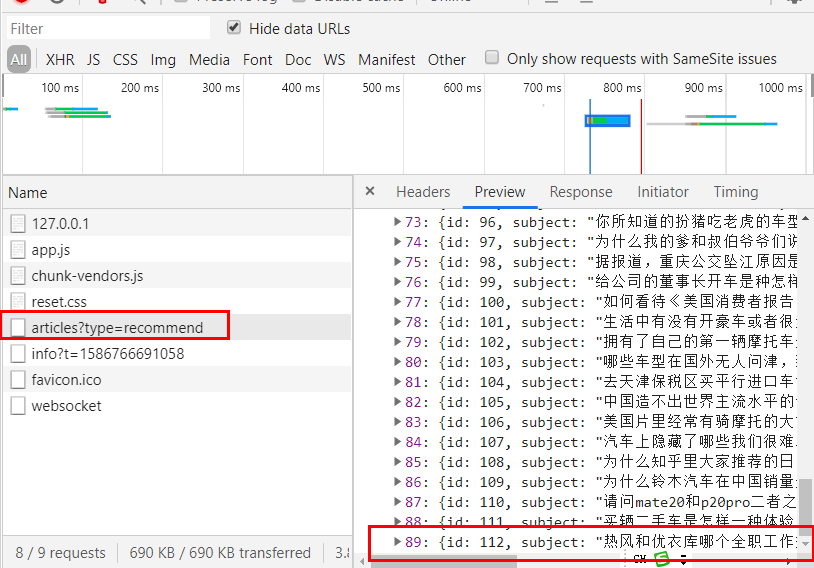 Preserve log Disable cache Online
Filter Hide data URLs
All XHR JS CSS Img Media Font Doc WS Manifest Other Only show requests with SameSite issues
100 ms 200 ms 300 ms 400 ms 500 ms 600 ms 700 ms 800 ms 900 ms 1000 ms
Name × Headers Preview Response Initiator Timing
127.0.0.1
app.js
chunk-vendors.js
reset.css
articles?type=recommend
info?t=1586766691058
favicon.ico
websocket
73: {id: 96, subject: "你所知道的扮猪吃老虎的车型
74: {id: 97, subject: "为什么我的爹和叔伯爷爷们
75: {id: 98, subject: "据报道，重庆公交坠江原因是
76: {id: 99, subject: "给公司的董事长开车是种怎样
77: {id: 100, subject: "如何看待《美国消费者报告
78: {id: 101, subject: "生活中有没有开豪车或者很
79: {id: 102, subject: "拥有了自己的第一辆摩托车
80: {id: 103, subject: "哪些车型在国外无人问津，
81: {id: 104, subject: "去天津保税区买平行进口车
82: {id: 105, subject: "中国造不出世界主流水平的
83: {id: 106, subject: "美国片里经常有骑摩托的大
84: {id: 107, subject: "汽车上隐藏了哪些我们很难
85: {id: 108, subject: "为什么知乎里大家推荐的日
86: {id: 109, subject: "为什么铃木汽车在中国销量
87: {id: 110, subject: "请问mate20和p20pro二者之
88: {id: 111, subject: "买辆二手车是怎样一种体验
89: {id: 112, subject: "热风和优衣库哪个全职工作
8 / 9 requests 690 KB / 690 KB transferred 3.8
CH S